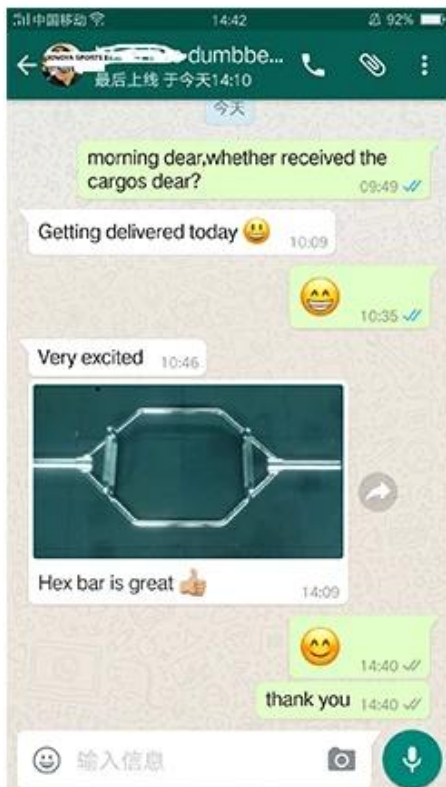 中国移动
14:42
92%
dumbbe...
最后上线 于今天14:10
今天
morning dear,whether received the
cargos dear?
09:49
Getting delivered today 😃
10:09
😁
10:35
Very excited
10:46
Hex bar is great 👍🏼
14:09
😊
14:40
thank you
14:40
输入信息